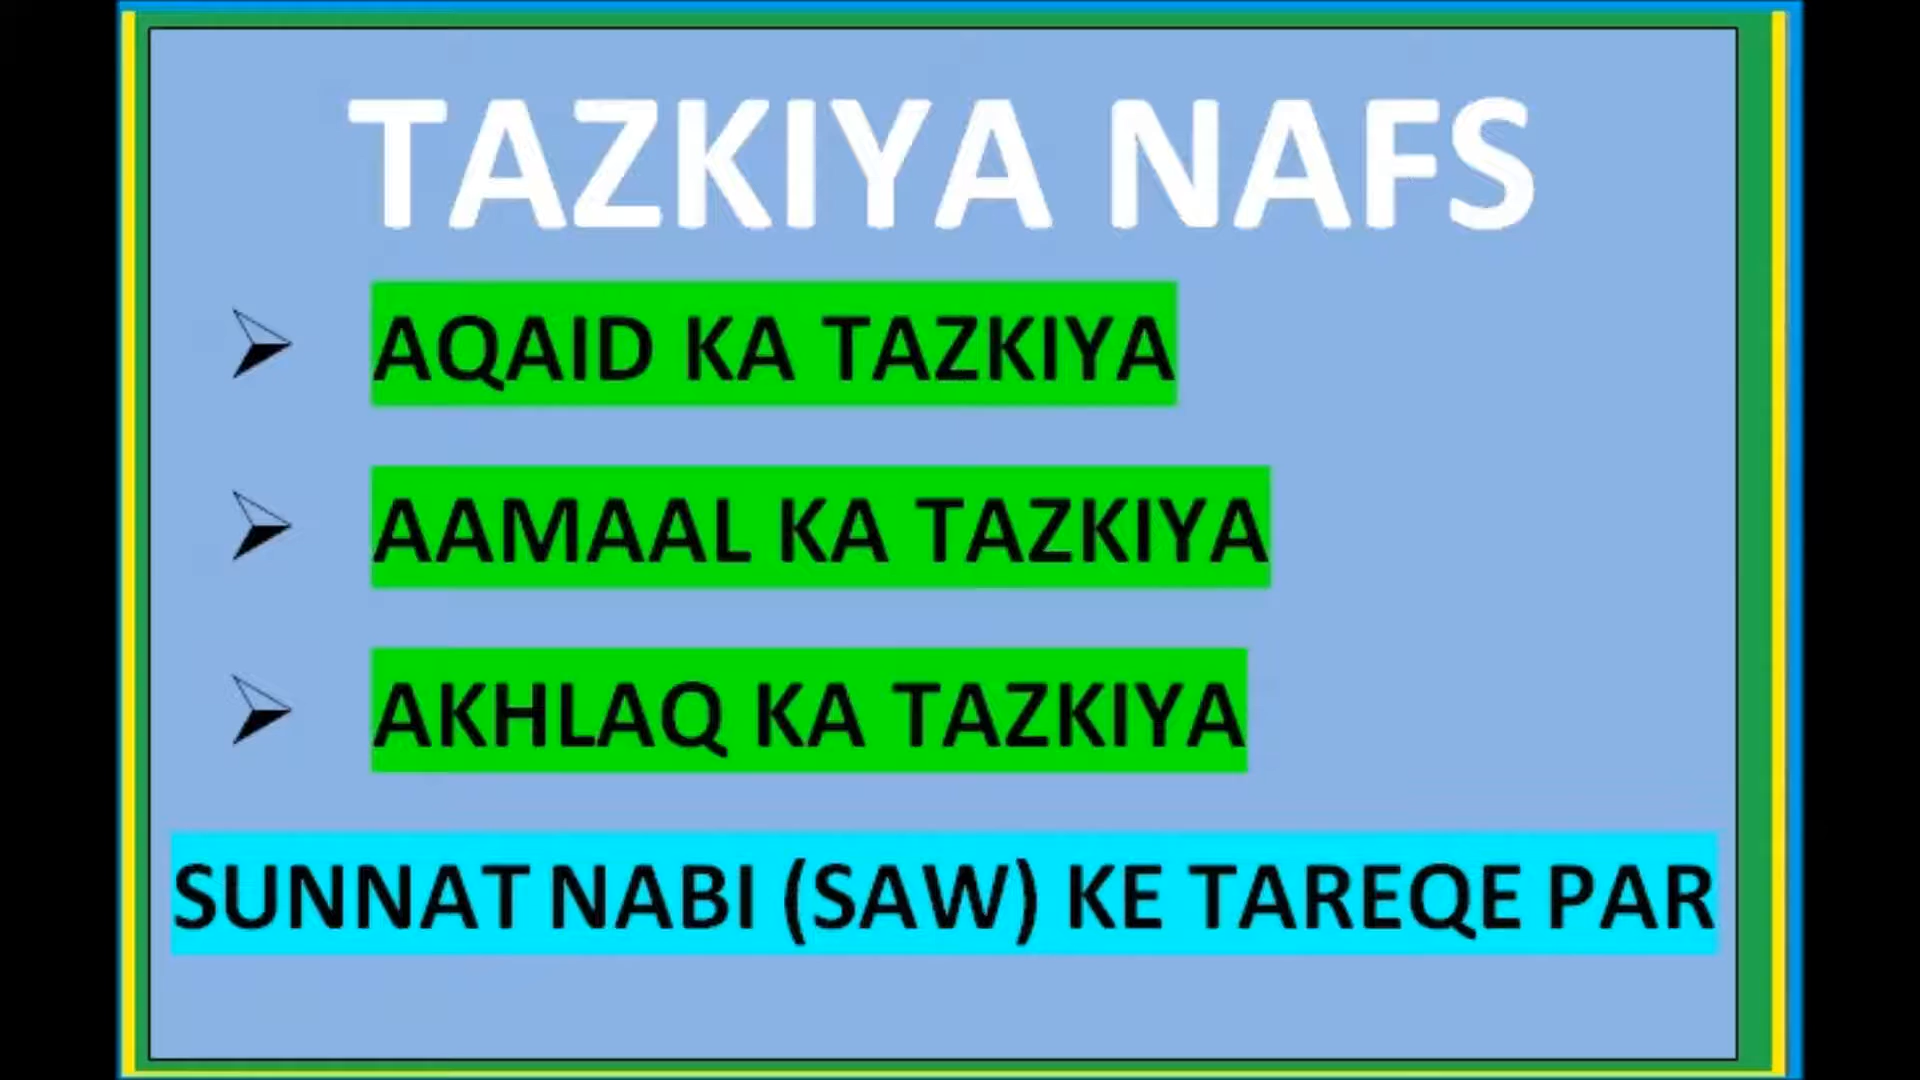 TAZKIYA NAFS
AQAID KA TAZKIYA
AAMAAL KA TAZKIYA
AKHLAQ KA TAZKIYA
SUNNAT NABI (SAW) KE TAREQE PAR